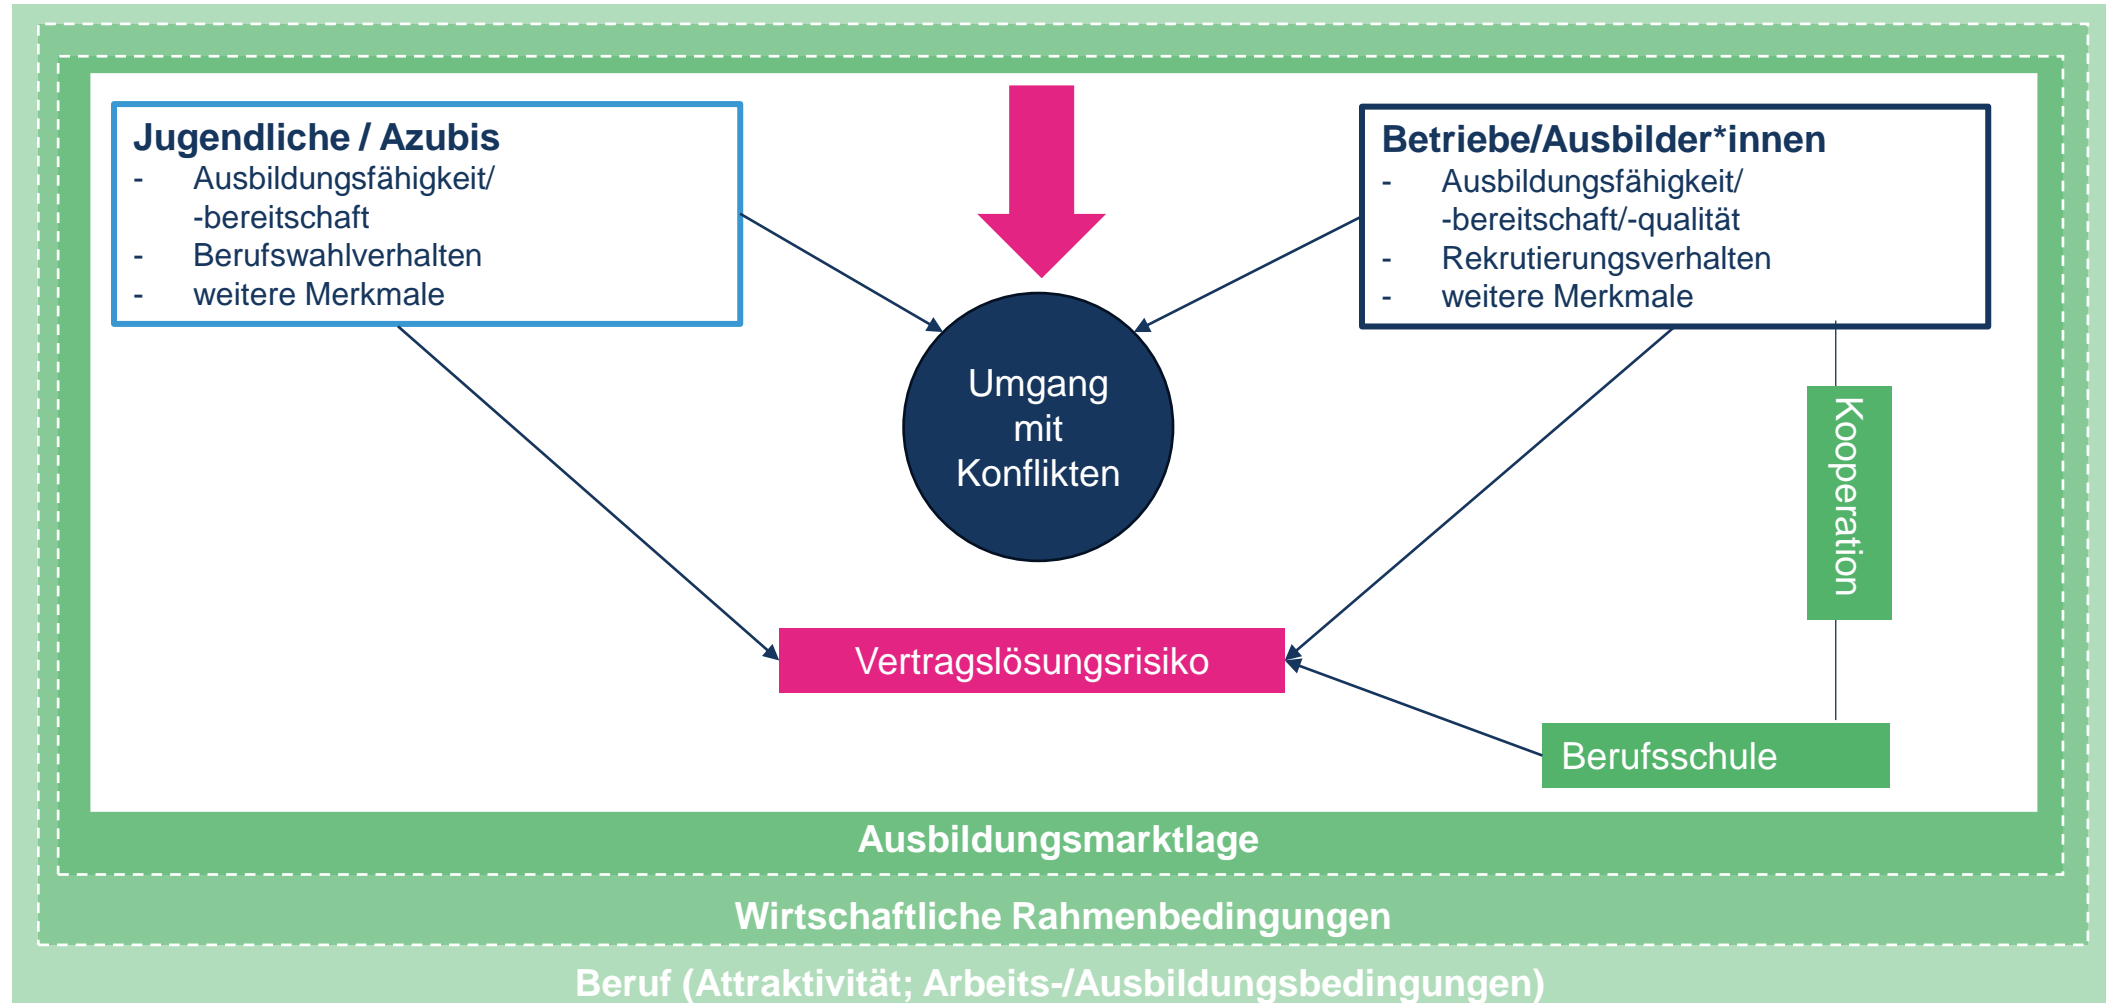 Jugendliche / Azubis
- Ausbildungsfähigkeit/
-bereitschaft
- Berufswahlverhalten
- weitere Merkmale
Betriebe/Ausbilder*innen
- Ausbildungsfähigkeit/
-bereitschaft/-qualität
- Rekrutierungsverhalten
- weitere Merkmale
Umgang
mit
Konflikten
Kooperation
Vertragslösungsrisiko
Berufsschule
Ausbildungsmarktlage
Wirtschaftliche Rahmenbedingungen
Beruf (Attraktivität; Arbeits-/Ausbildungsbedingungen)